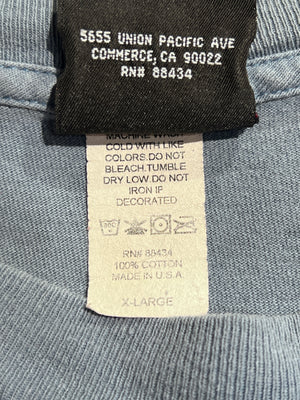 5655 UNION PACIFIC AVE
COMMERCE, CA 90022
RN# 88434
MACHINE WASH
COLD WITH LIKE
COLORS.DO NOT
BLEACH.TUMBLE
DRY LOW.DO NOT
IRON IF
DECORATED
RN# 88434
100% COTTON
MADE IN U.S.A.
X-LARGE